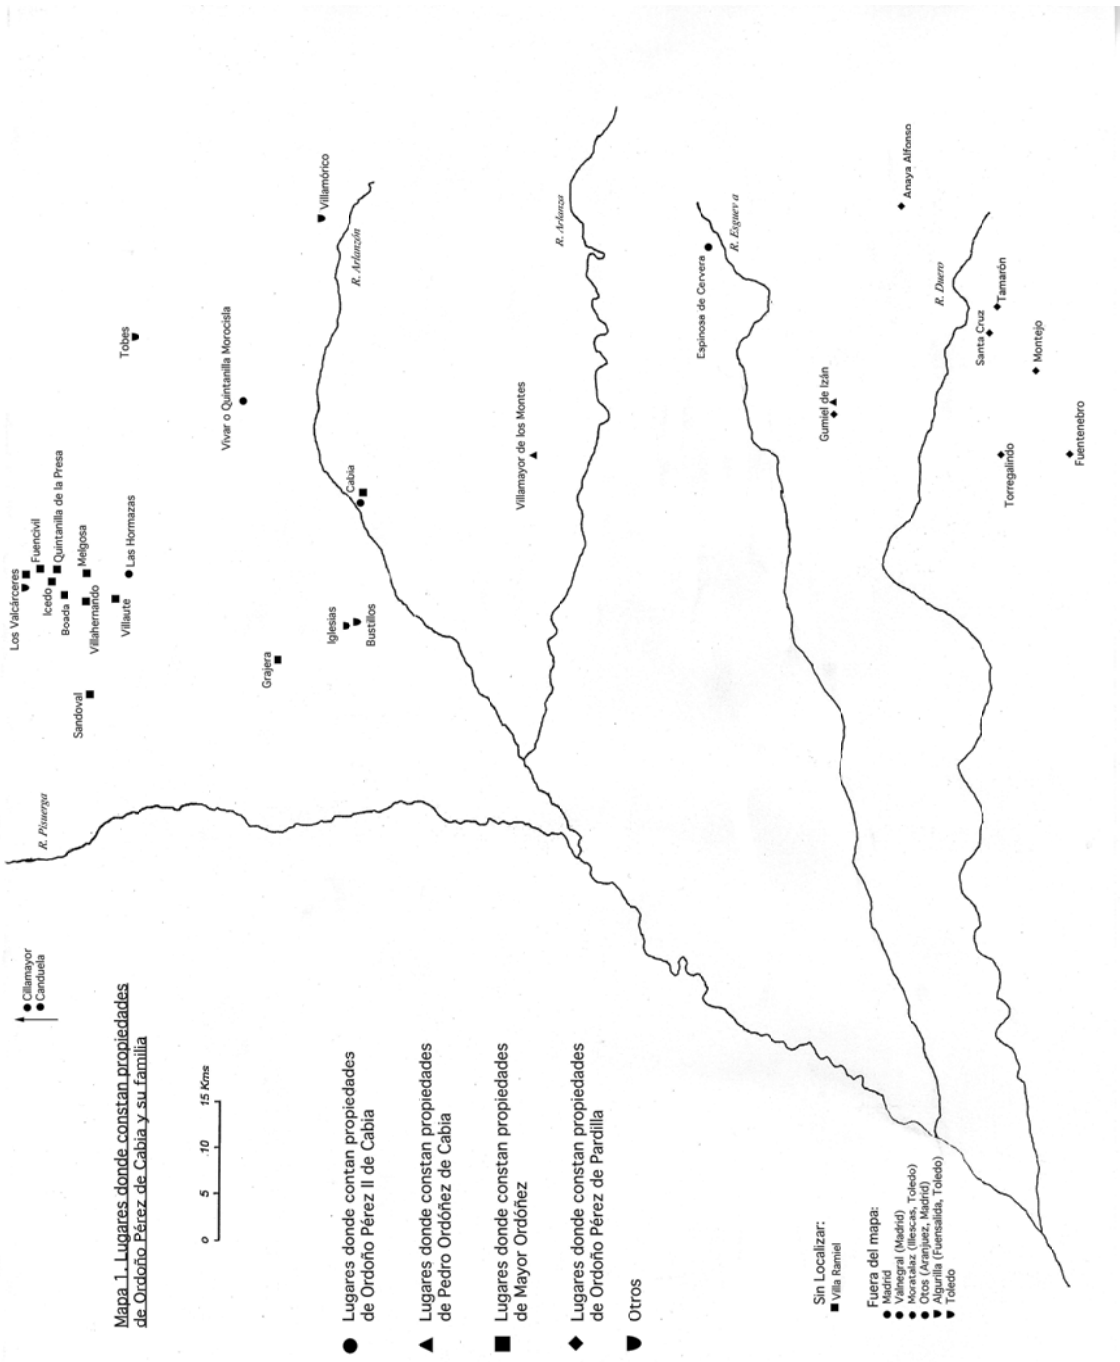 Mapa 1. Lugares donde constan propiedades
de Ordoño Pérez de Cabia y su familia
0 5 10 15 Kms
Lugares donde contan propiedades
de Ordoño Pérez II de Cabia
Lugares donde constan propiedades
de Pedro Ordóñez de Cabia
Lugares donde constan propiedades
de Mayor Ordóñez
Lugares donde constan propiedades
de Ordoño Pérez de Pardilla
Otros
Sin Localizar:
Villa Ramiel
Fuera del mapa:
Madrid
Valnegral (Madrid)
Moratalaz (Illescas, Toledo)
Otos (Aranjuez, Madrid)
Algurilla (Fuensalida, Toledo)
Toledo
Cillamayor
Canduela
R. Pisuerga
Sandoval
Los Valcárceres
Fuencivil
Icedo
Quintanilla de la Presa
Boada
Melgosa
Villahernando
Villaute
Las Hormazas
Tobes
Vivar o Quintanilla Morocisla
Grajera
Iglesias
Bustillos
Cabia
Villamórico
R. Arlanzón
Villamayor de los Montes
R. Arlanza
Espinosa de Cervera
R. Esgueva
Gumiel de Izán
Anaya Alfonso
R. Duero
Santa Cruz
Tamarón
Torregalindo
Montejo
Fuentenebro